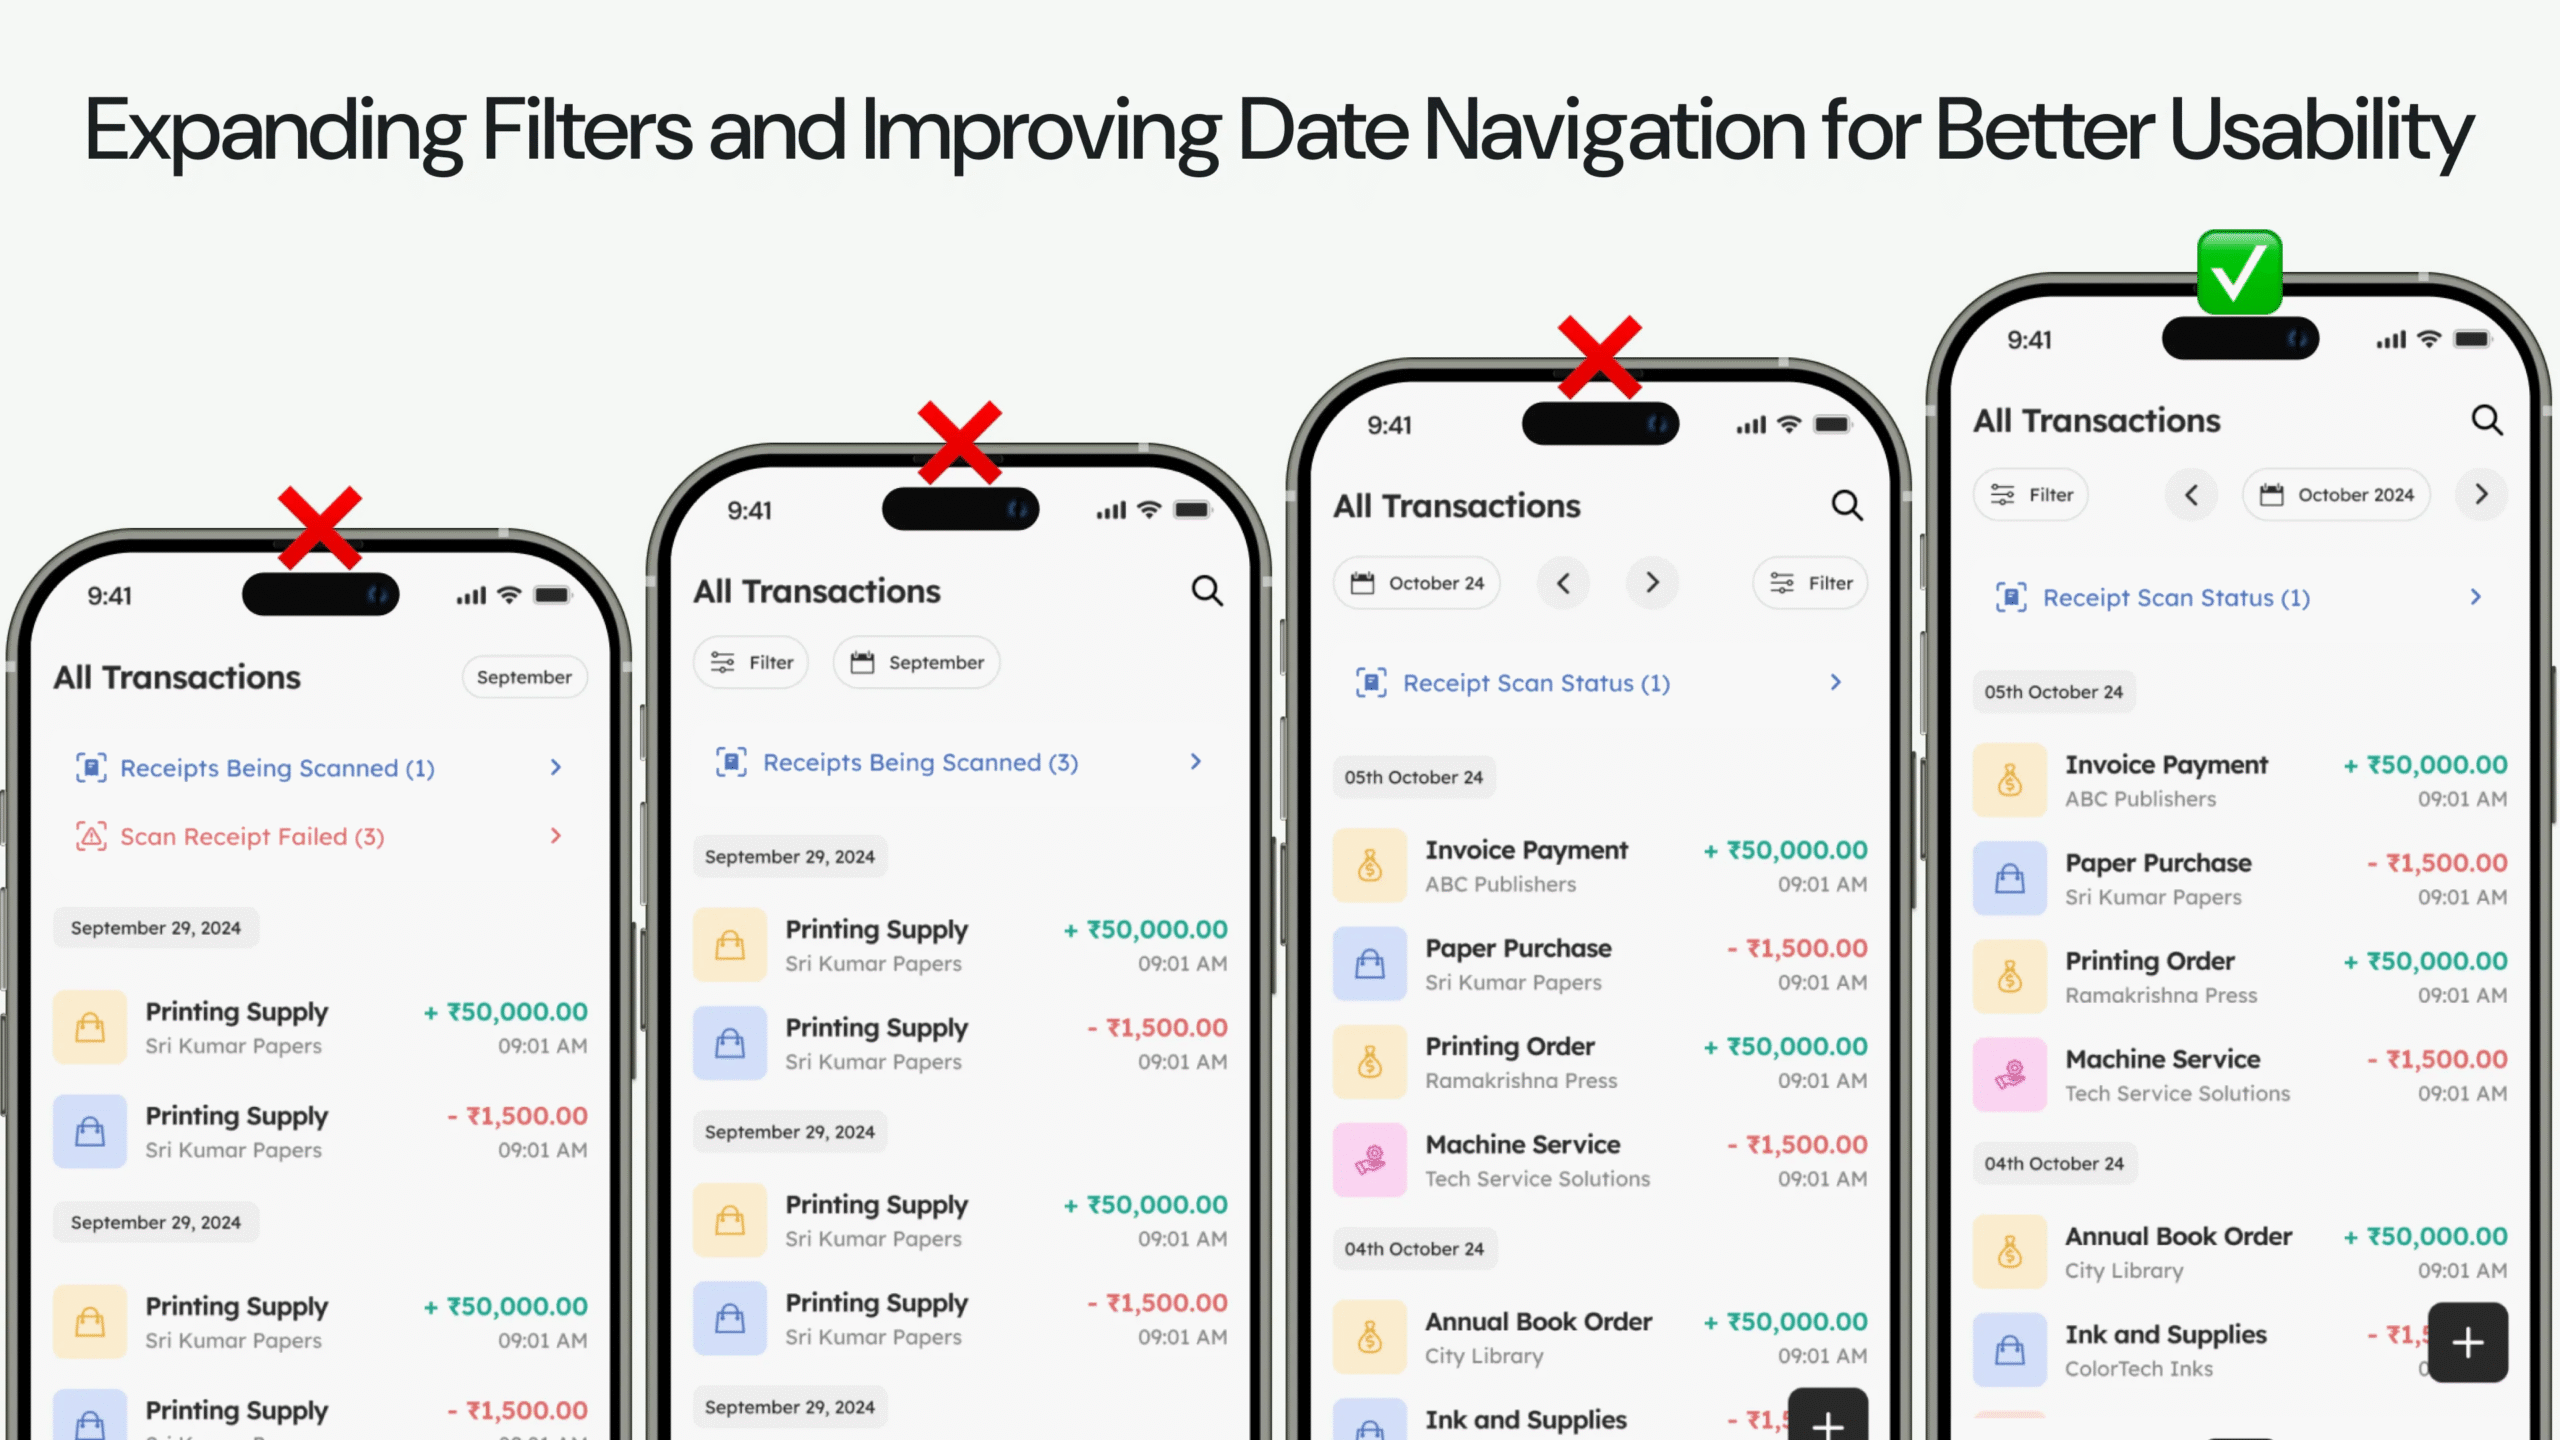 Expanding Filters and Improving Date Navigation for Better Usability
9:41
All Transactions
September
Receipts Being Scanned (1)
Scan Receipt Failed (3)
September 29, 2024
Printing Supply
+ ₹50,000.00
Sri Kumar Papers
09:01 AM
Printing Supply
- ₹1,500.00
Sri Kumar Papers
09:01 AM
September 29, 2024
Printing Supply
+ ₹50,000.00
Sri Kumar Papers
09:01 AM
Printing Supply
- ₹1,500.00
9:41
All Transactions
Filter
September
Receipts Being Scanned (3)
September 29, 2024
Printing Supply
+ ₹50,000.00
Sri Kumar Papers
09:01 AM
Printing Supply
- ₹1,500.00
Sri Kumar Papers
09:01 AM
September 29, 2024
Printing Supply
+ ₹50,000.00
Sri Kumar Papers
09:01 AM
Printing Supply
- ₹1,500.00
Sri Kumar Papers
09:01 AM
September 29, 2024
9:41
All Transactions
October 24
Filter
Receipt Scan Status (1)
05th October 24
Invoice Payment
+ ₹50,000.00
ABC Publishers
09:01 AM
Paper Purchase
- ₹1,500.00
Sri Kumar Papers
09:01 AM
Printing Order
+ ₹50,000.00
Ramakrishna Press
09:01 AM
Machine Service
- ₹1,500.00
Tech Service Solutions
09:01 AM
04th October 24
Annual Book Order
+ ₹50,000.00
City Library
09:01 AM
Ink and Supplies
9:41
All Transactions
Filter
October 2024
Receipt Scan Status (1)
05th October 24
Invoice Payment
+ ₹50,000.00
ABC Publishers
09:01 AM
Paper Purchase
- ₹1,500.00
Sri Kumar Papers
09:01 AM
Printing Order
+ ₹50,000.00
Ramakrishna Press
09:01 AM
Machine Service
- ₹1,500.00
Tech Service Solutions
09:01 AM
04th October 24
Annual Book Order
+ ₹50,000.00
City Library
09:01 AM
Ink and Supplies
ColorTech Inks